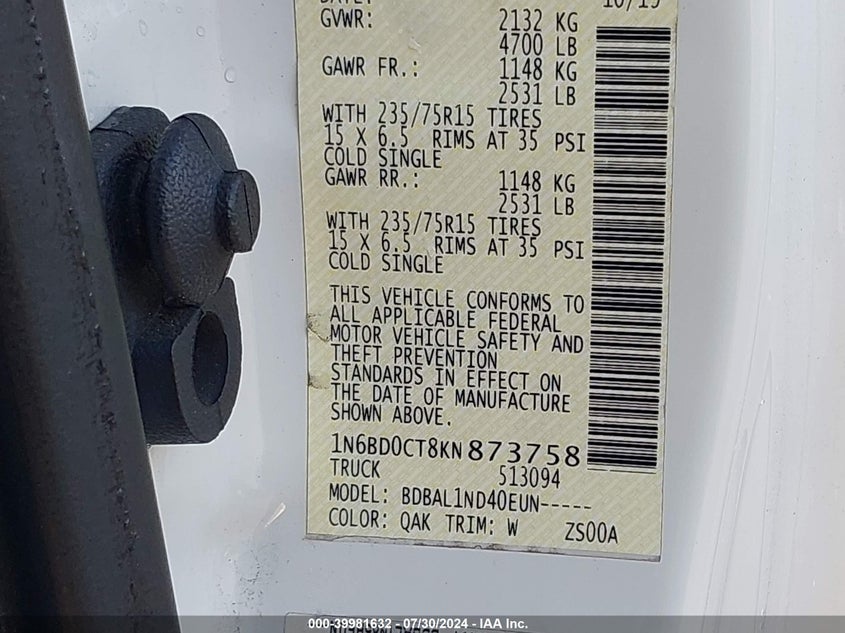 GVWR: 2132 KG
4700 LB
GAWR FR.: 1148 KG
2531 LB
WITH 235/75R15 TIRES
15 X 6.5 RIMS AT 35 PSI
COLD SINGLE
GAWR RR.: 1148 KG
2531 LB
WITH 235/75R15 TIRES
15 X 6.5 RIMS AT 35 PSI
COLD SINGLE
THIS VEHICLE CONFORMS TO
ALL APPLICABLE FEDERAL
MOTOR VEHICLE SAFETY AND
THEFT PREVENTION
STANDARDS IN EFFECT ON
THE DATE OF MANUFACTURE
SHOWN ABOVE.
1N6BD0CT8KN873758
TRUCK 513094
MODEL: BDBAL1ND40EUN-----
COLOR: QAK TRIM: W ZS00A
000-39981632 - 07/30/2024 - IAA Inc.